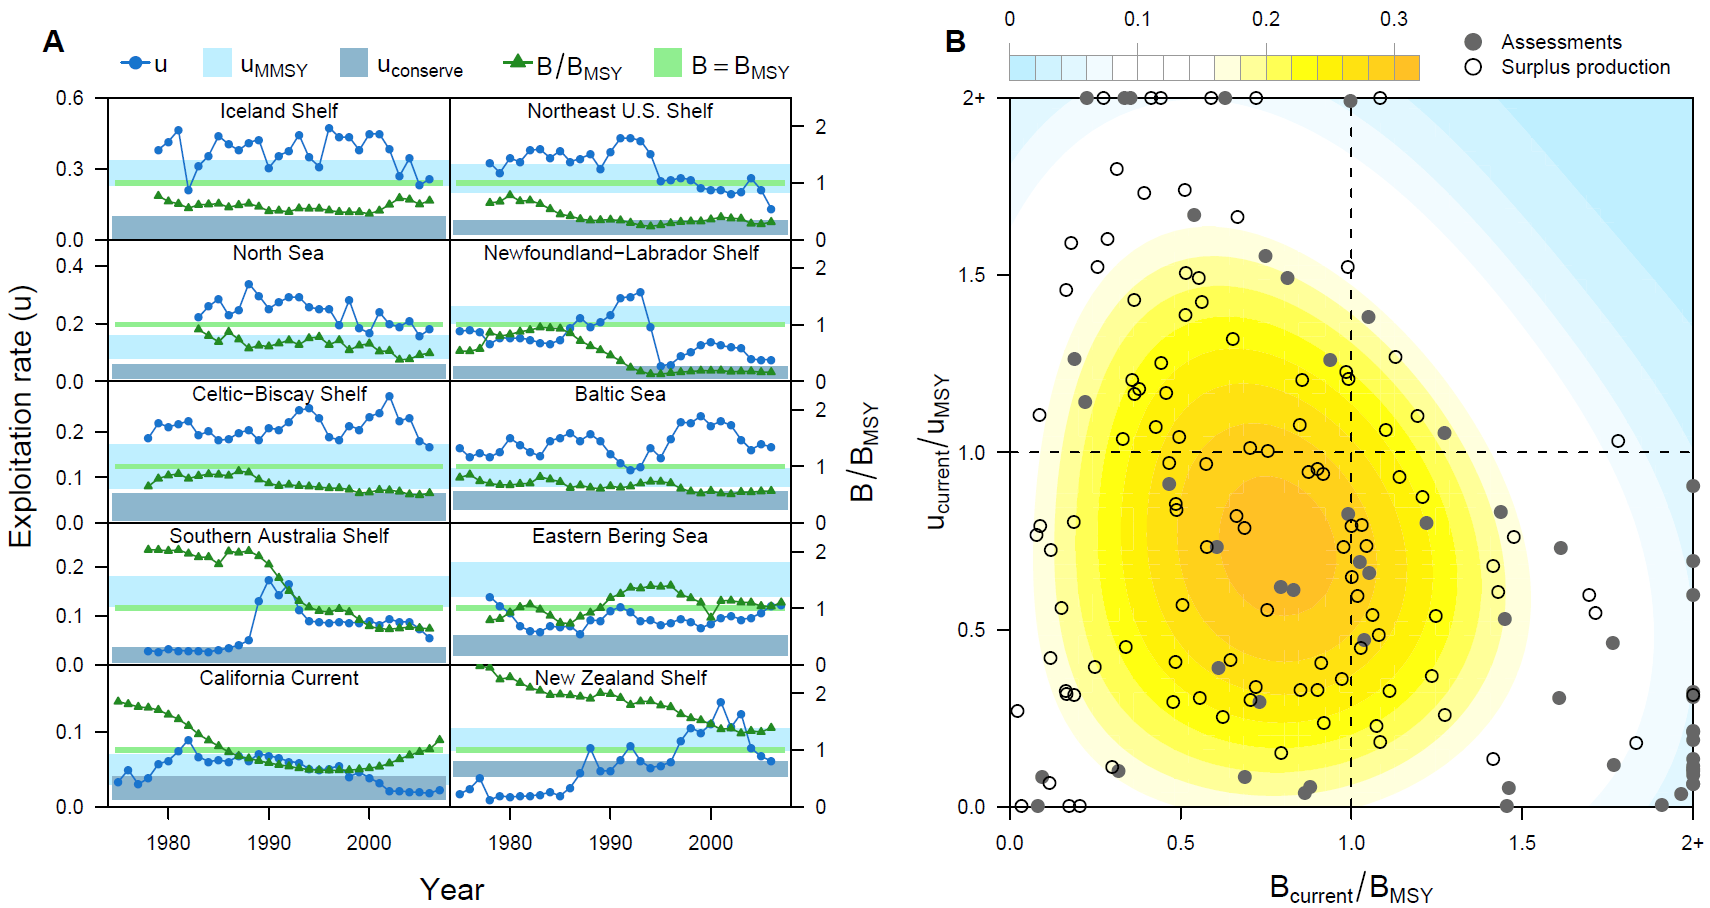 A
u
uMMSY
uconserve
B/BMSY
B = BMSY
Exploitation rate (u)
0.6
0.3
0.0
Iceland Shelf
Northeast U.S. Shelf
2
1
0
0.4
0.2
0.0
North Sea
Newfoundland−Labrador Shelf
2
1
0
0.2
0.1
0.0
Celtic−Biscay Shelf
Baltic Sea
2
1
0
0.2
0.1
0.0
Southern Australia Shelf
Eastern Bering Sea
2
1
0
0.1
0.0
California Current
New Zealand Shelf
2
1
0
B/BMSY
1980 1990 2000 1980 1990 2000
Year
B
0 0.1 0.2 0.3
Assessments
Surplus production
ucurrent/uMSY
2+
1.5
1.0
0.5
0.0
0.0 0.5 1.0 1.5 2+
Bcurrent/BMSY